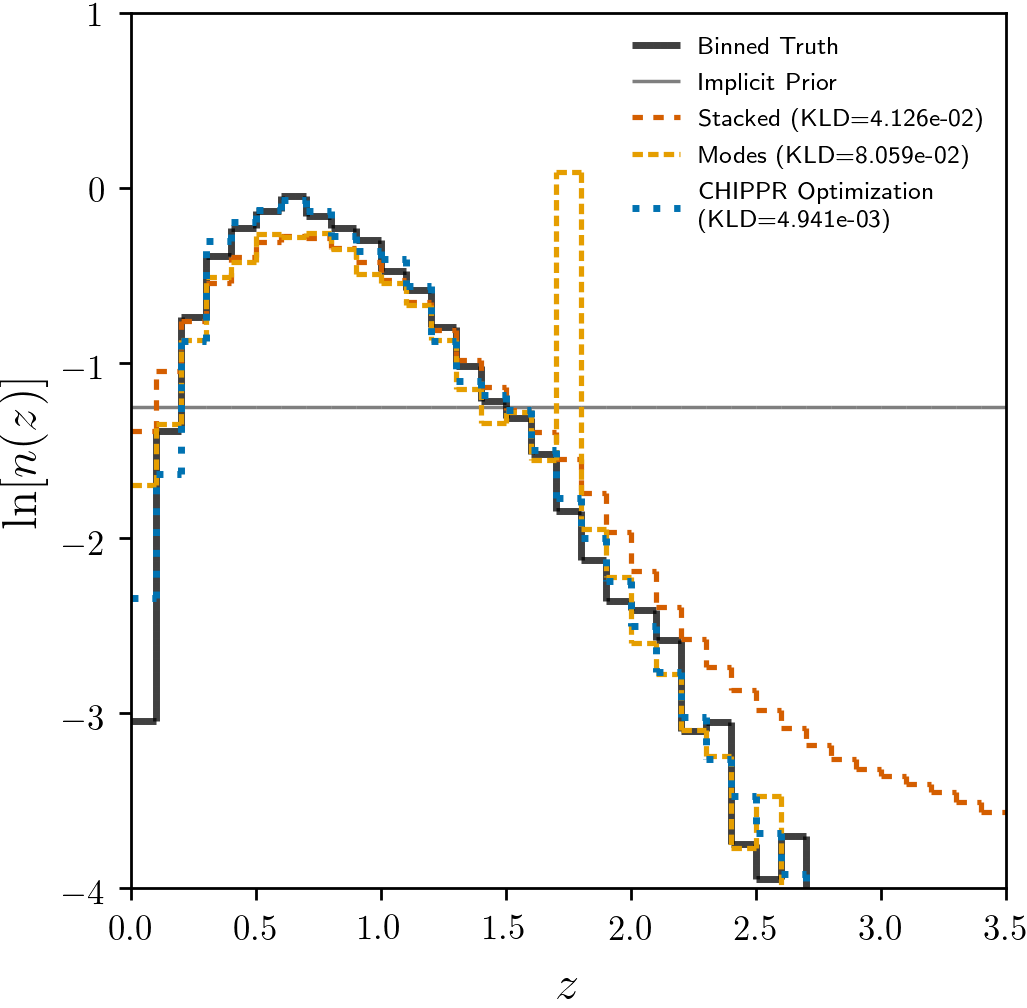 1
0
−1
−2
−3
−4
ln[n(z)]
Binned Truth
Implicit Prior
Stacked (KLD=4.126e-02)
Modes (KLD=8.059e-02)
CHIPPR Optimization
(KLD=4.941e-03)
0.0 0.5 1.0 1.5 2.0 2.5 3.0 3.5
z